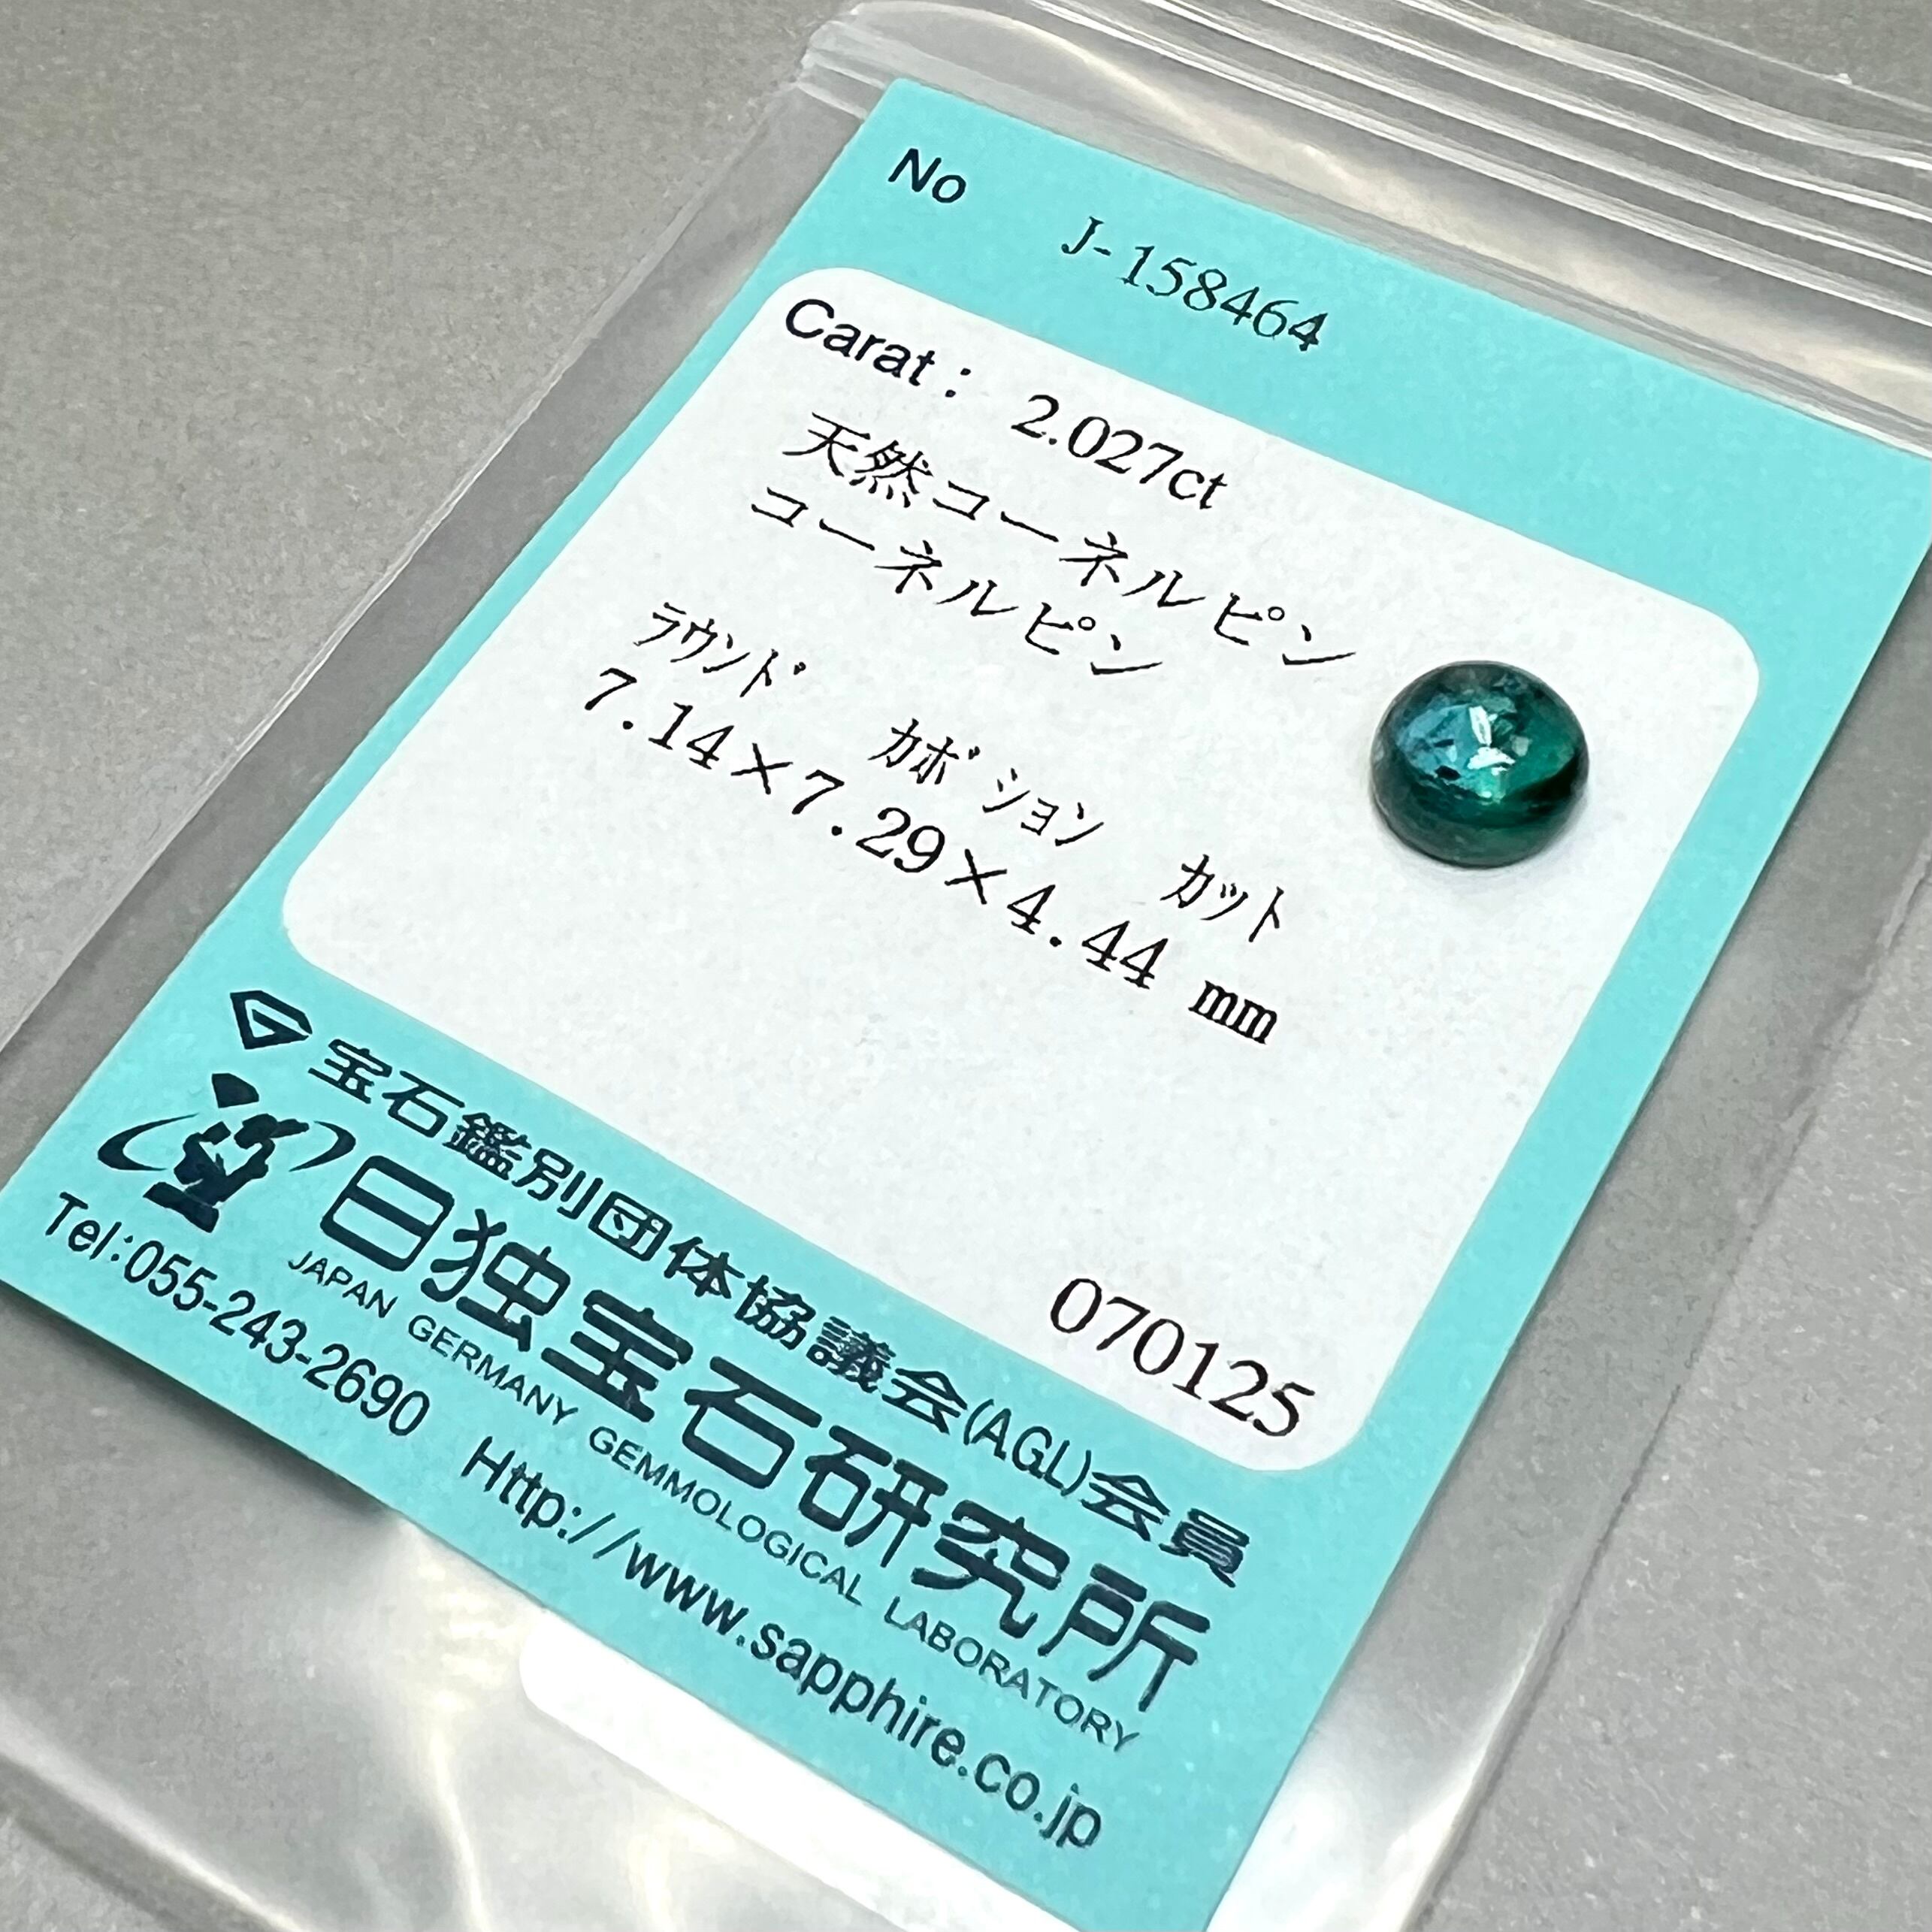 No J-158464
Carat: 2.027ct
天然コーネルピン
コーネルピン
ﾗｳﾝﾄﾞ ｶﾎﾞｼｮﾝ ｶｯﾄ
7.14×7.29×4.44 mm
070125
宝石鑑別団体協議会(AGL)会員
日独宝石研究所
JAPAN GERMANY GEMMOLOGICAL LABORATORY
Tel:055-243-2690 Http://www.sapphire.co.jp